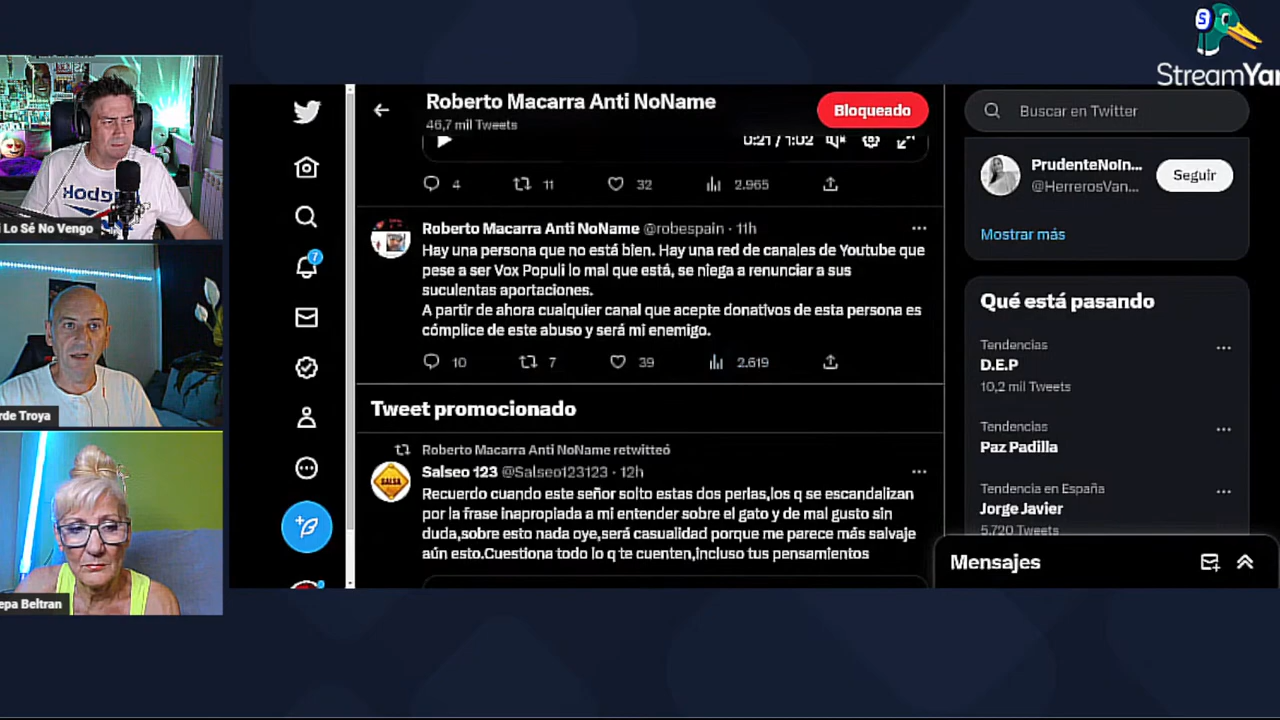 StreamYar
Roberto Macarra Anti NoName
46,7 mil Tweets
Bloqueado
Buscar en Twitter
0:21 / 1:02
4
11
32
2.965
PrudenteNoIn...
@HerrerosVan...
Seguir
Mostrar más
Roberto Macarra Anti NoName @robespain · 11h
Hay una persona que no está bien. Hay una red de canales de Youtube que
pese a ser Vox Populi lo mal que está, se niega a renunciar a sus
suculentas aportaciones.
A partir de ahora cualquier canal que acepte donativos de esta persona es
cómplice de este abuso y será mi enemigo.
10
7
39
2.619
Tweet promocionado
Roberto Macarra Anti NoName retwitteó
Salseo 123 @Salseo123123 · 12h
Recuerdo cuando este señor solto estas dos perlas,los q se escandalizan
por la frase inapropiada a mi entender sobre el gato y de mal gusto sin
duda,sobre esto nada oye,será casualidad porque me parece más salvaje
aún esto.Cuestiona todo lo q te cuenten,incluso tus pensamientos
SALSA
7
Qué está pasando
Tendencias
D.E.P
10,2 mil Tweets
Tendencias
Paz Padilla
Tendencia en España
Jorge Javier
5.720 Tweets
Mensajes
Reebok
i Lo Sé No Vengo
rde Troya
epa Beltran